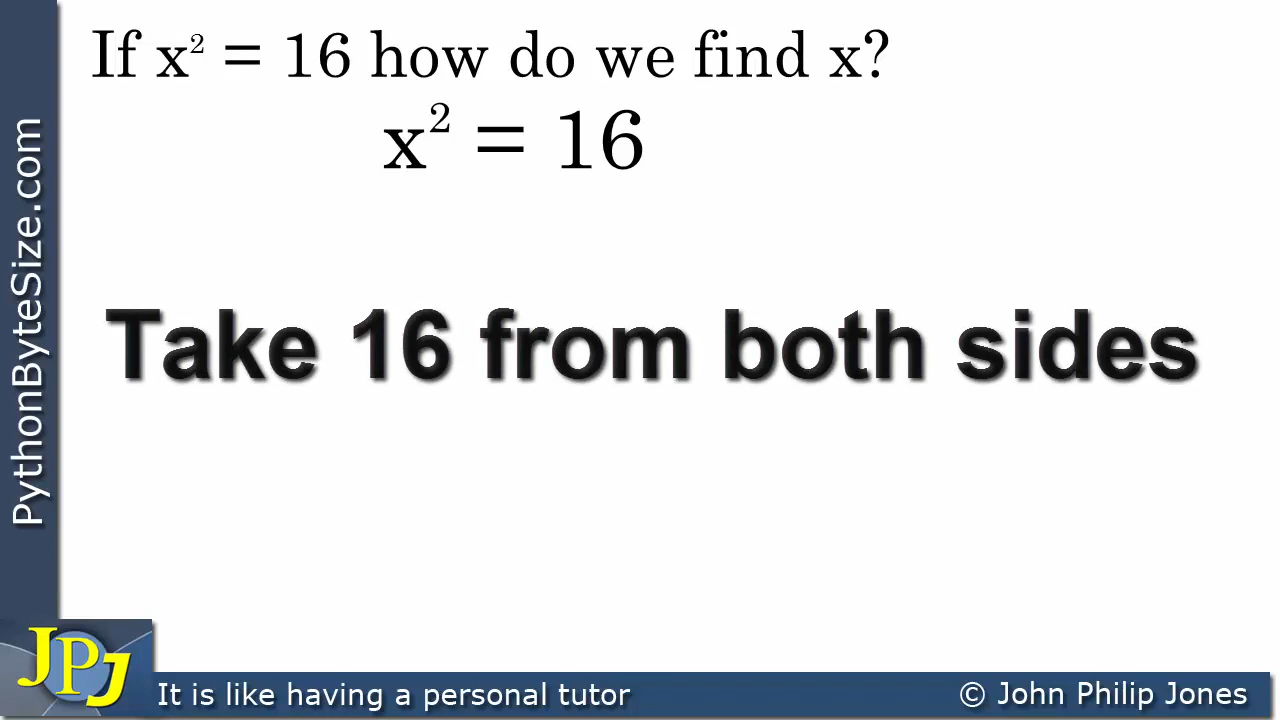 If x² = 16 how do we find x?
x² = 16
Take 16 from both sides
PythonByteSize.com
JPJ
It is like having a personal tutor
© John Philip Jones